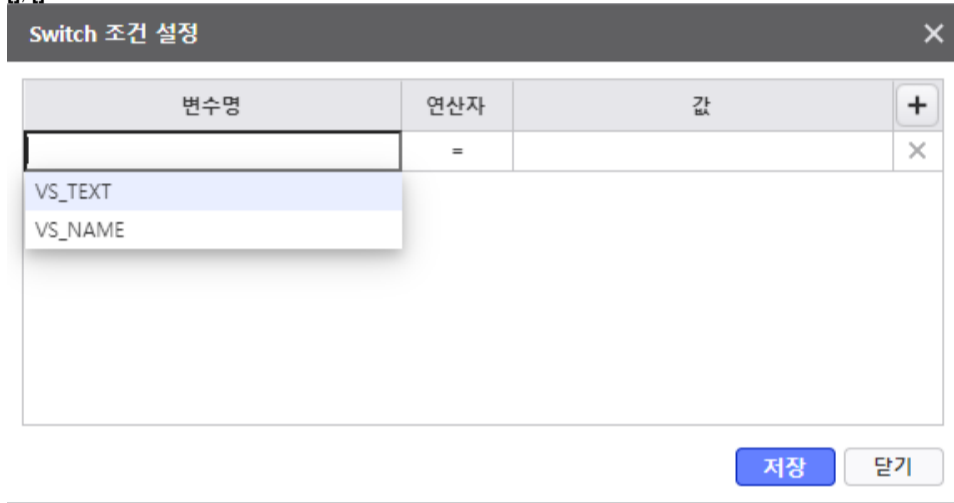 Switch 조건 설정
변수명 연산자 값
=
VS_TEXT
VS_NAME
저장 닫기